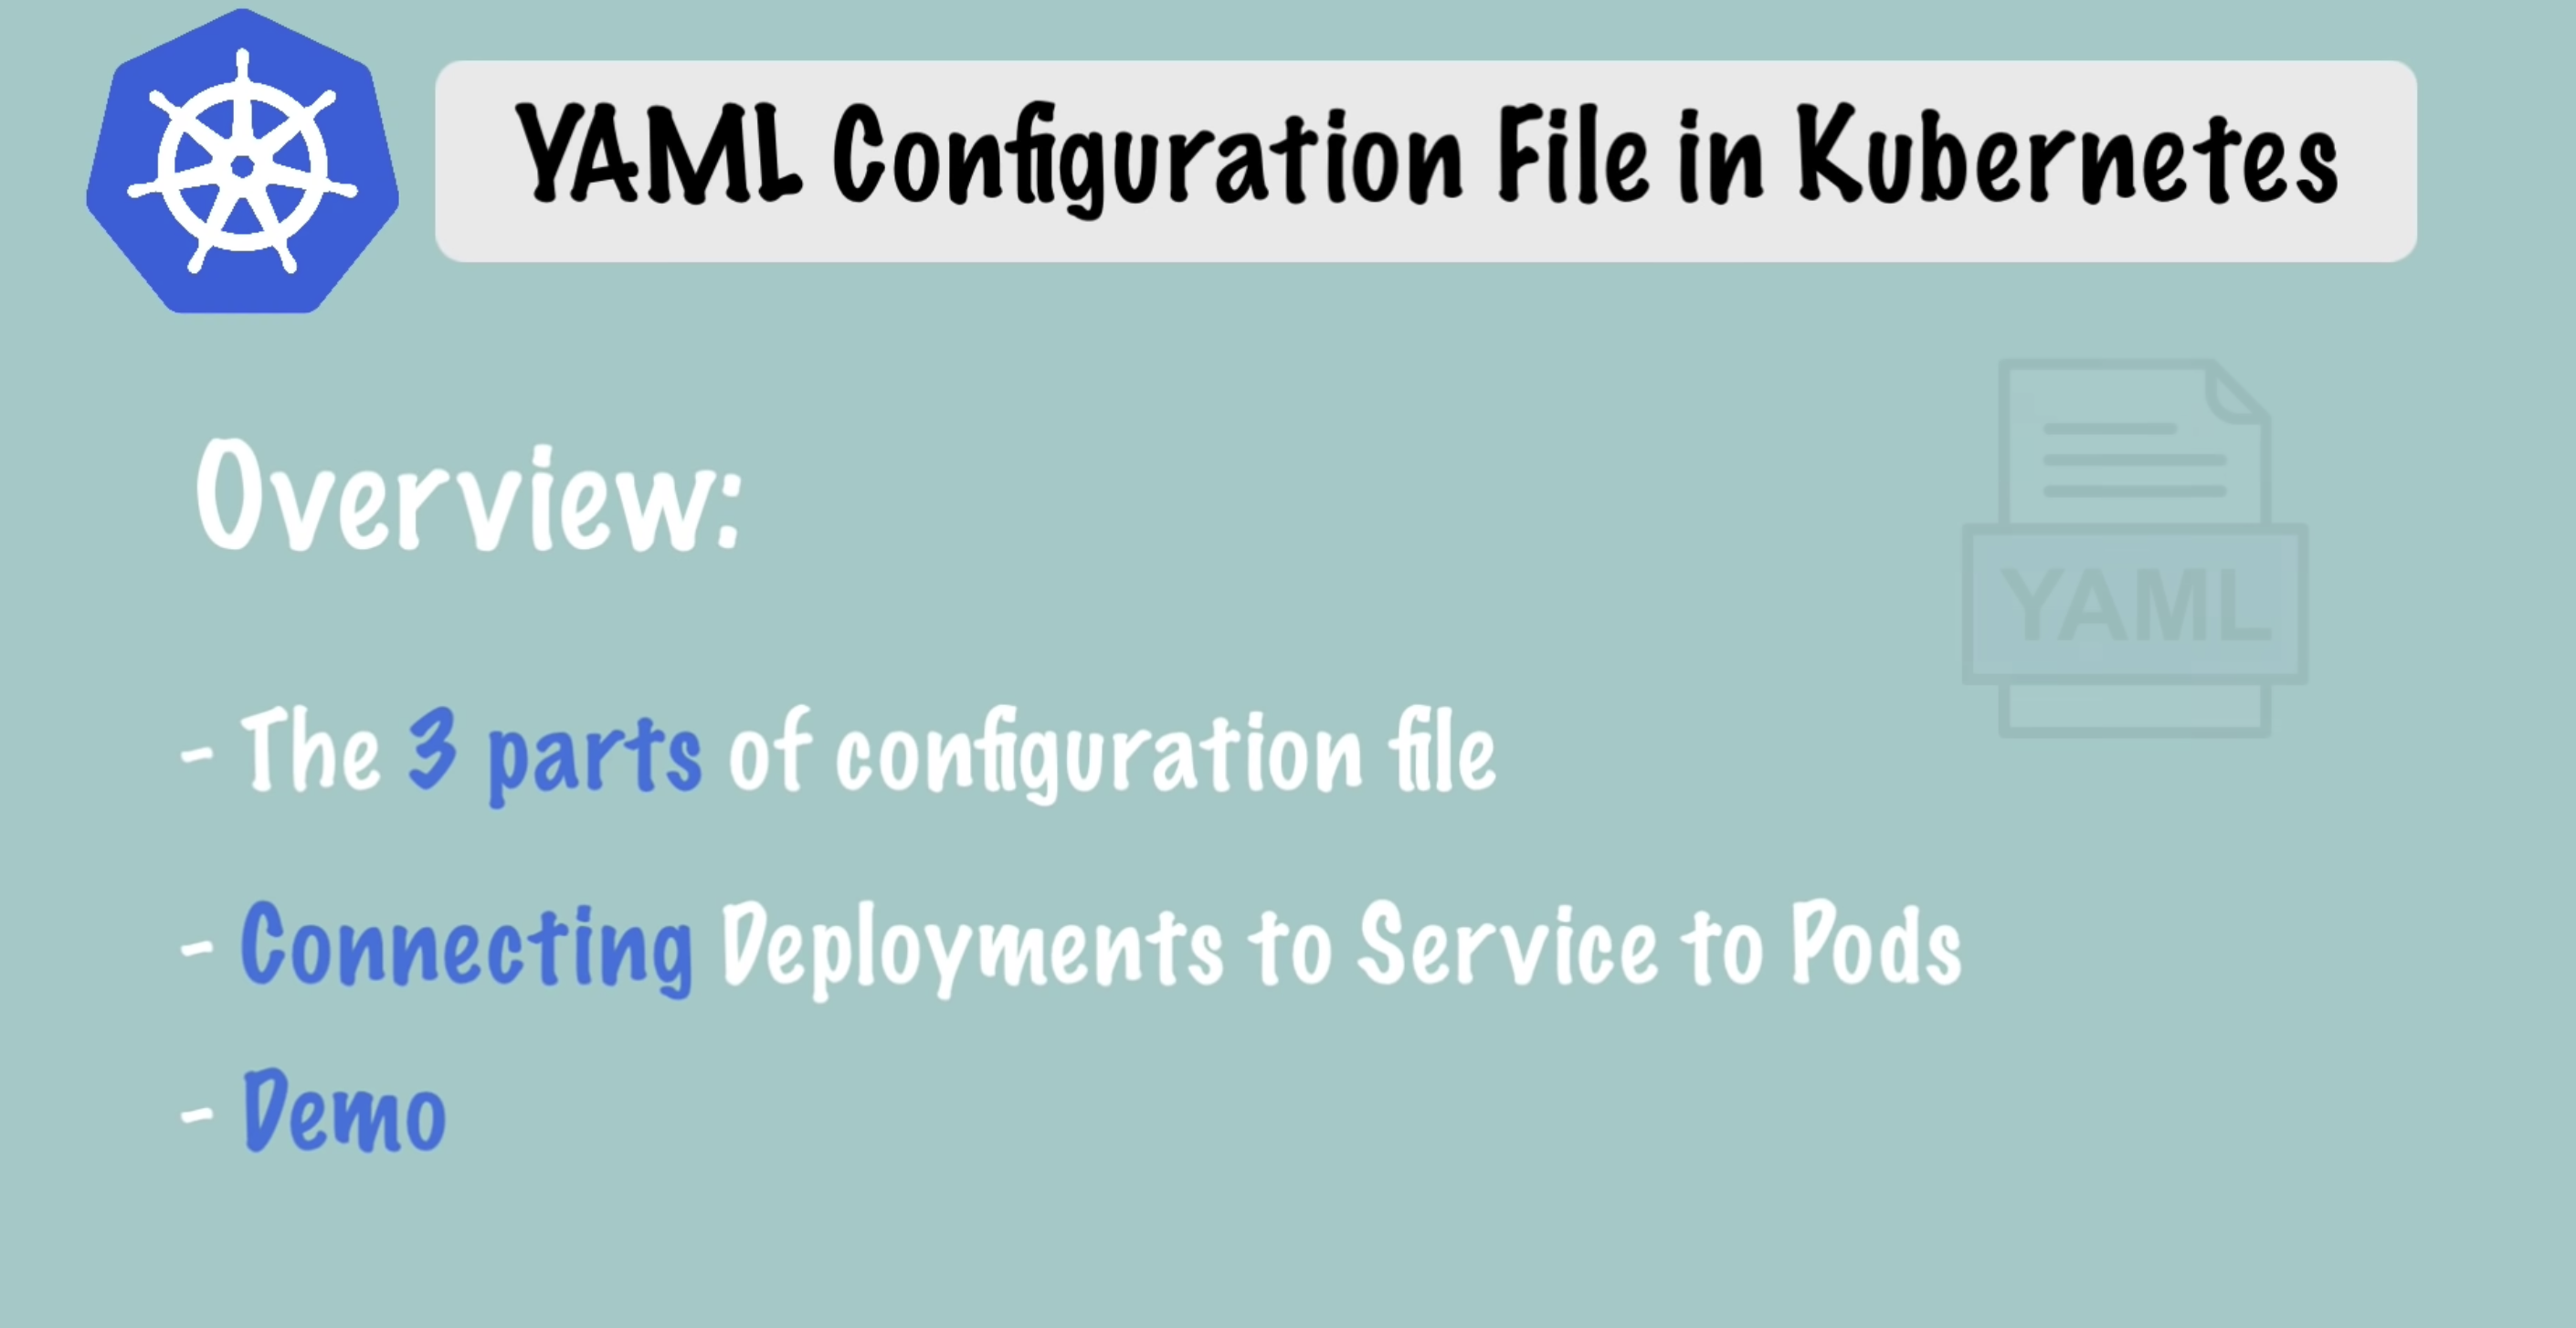 YAML Configuration File in Kubernetes
Overview:
YAML
- The 3 parts of configuration file
- Connecting Deployments to Service to Pods
- Demo